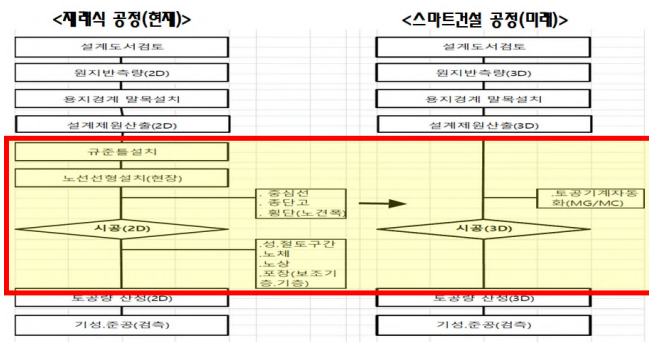 <재래식 공정(현재)>
<스마트건설 공정(미래)>
설계도서검토
설계도서검토
원지반측량(2D)
원지반측량(3D)
용지경계 말목설치
용지경계 말목설치
설계제원산출(2D)
설계제원산출(3D)
규준틀설치
노선선형설치(현장)
. 중심선
. 종단고
. 횡단(노견폭)
.토공기계자동
화(MG/MC)
시공(2D)
시공(3D)
.성.절토구간
.노체
.노상
.포장(보조기
층.기층)
토공량 산정(2D)
토공량 산정(3D)
기성.준공(검측)
기성.준공(검측)